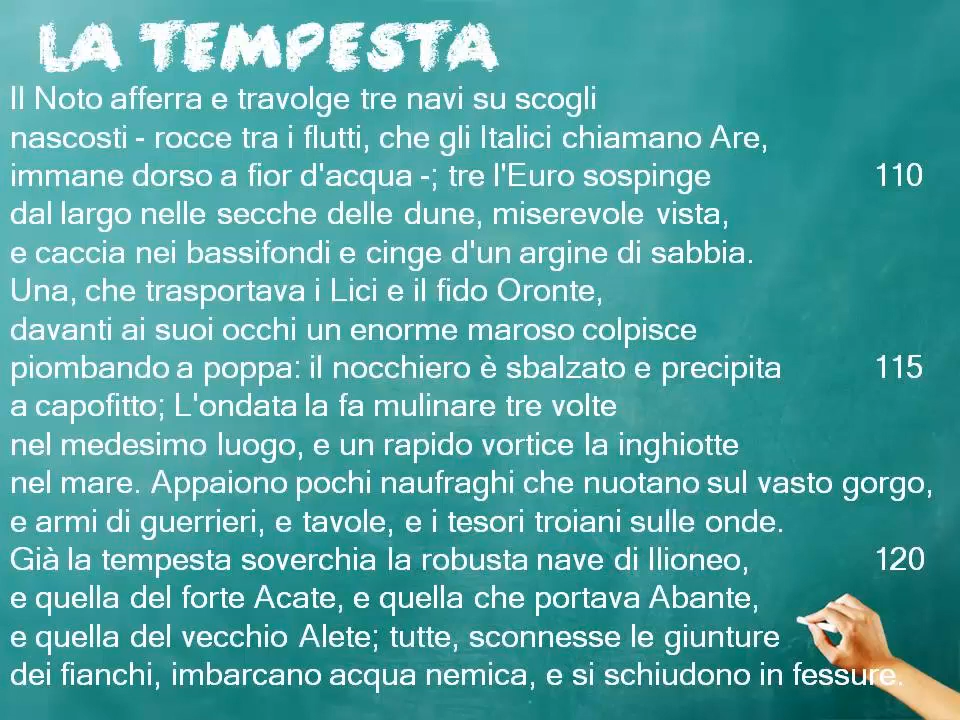 LA TEMPESTA
Il Noto afferra e travolge tre navi su scogli
nascosti - rocce tra i flutti, che gli Italici chiamano Are,
immane dorso a fior d'acqua -; tre l'Euro sospinge 110
dal largo nelle secche delle dune, miserevole vista,
e caccia nei bassifondi e cinge d'un argine di sabbia.
Una, che trasportava i Lici e il fido Oronte,
davanti ai suoi occhi un enorme maroso colpisce
piombando a poppa: il nocchiero è sbalzato e precipita 115
a capofitto; L'ondata la fa mulinare tre volte
nel medesimo luogo, e un rapido vortice la inghiotte
nel mare. Appaiono pochi naufraghi che nuotano sul vasto gorgo,
e armi di guerrieri, e tavole, e i tesori troiani sulle onde.
Già la tempesta soverchia la robusta nave di Ilioneo, 120
e quella del forte Acate, e quella che portava Abante,
e quella del vecchio Alete; tutte, sconnesse le giunture
dei fianchi, imbarcano acqua nemica, e si schiudono in fessure.